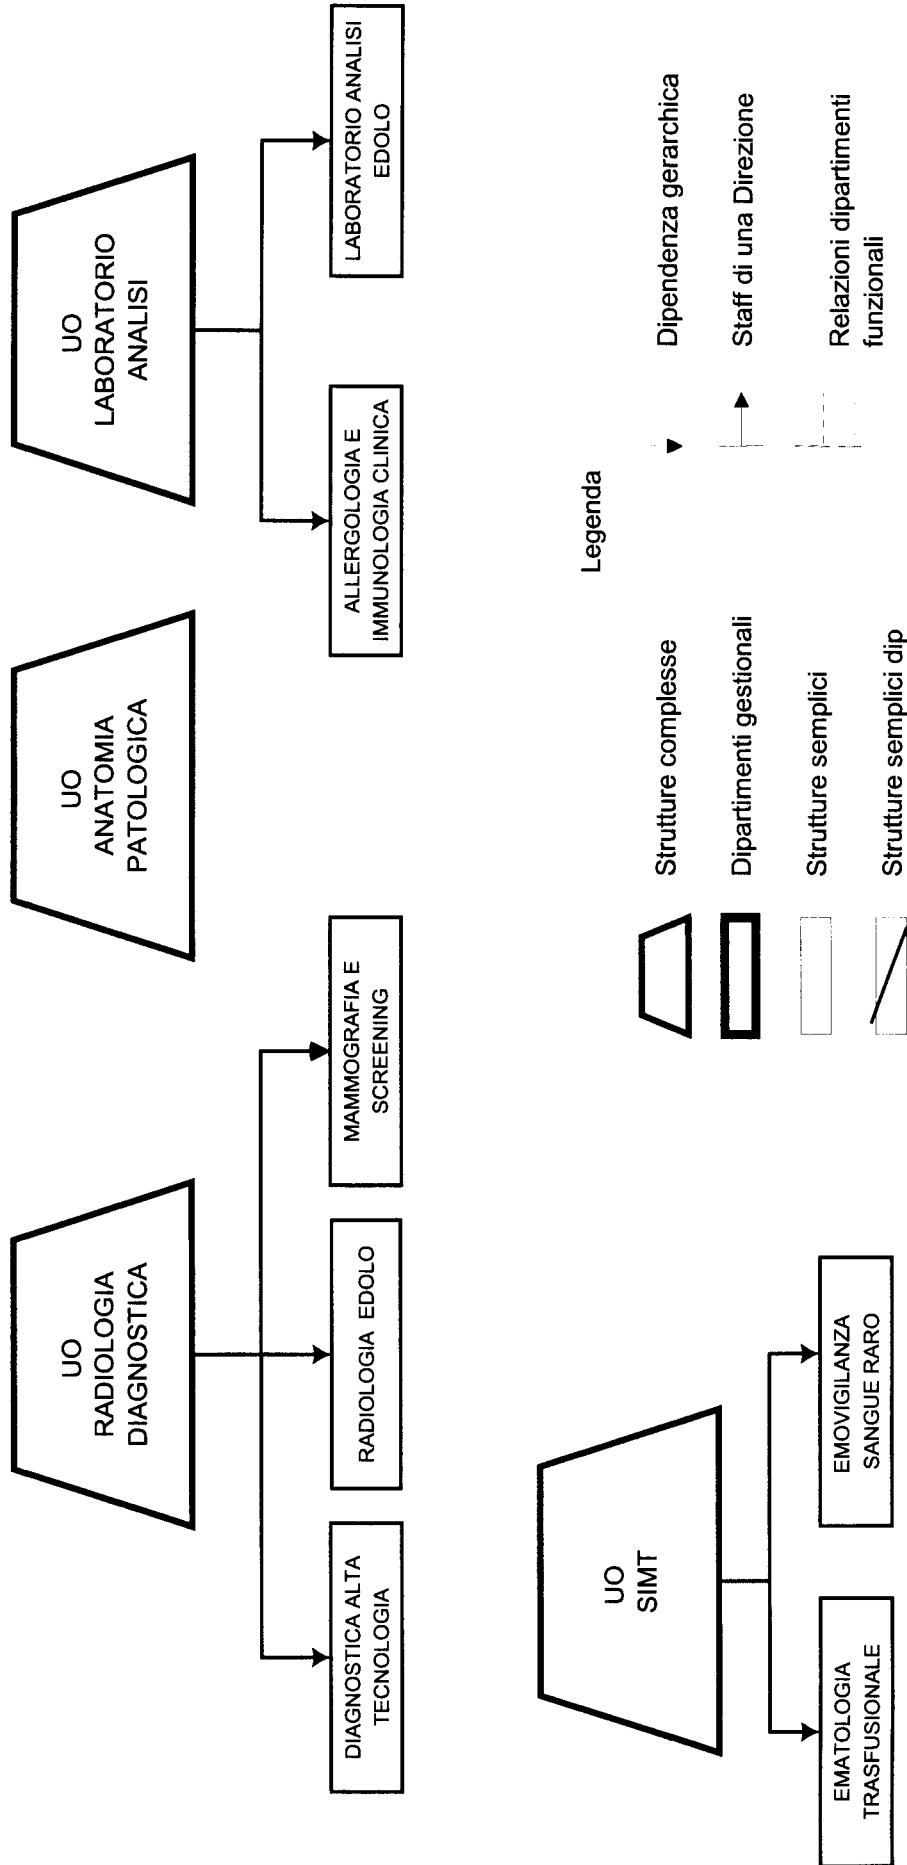 UO
RADIOLOGIA
DIAGNOSTICA
UO
ANATOMIA
PATOLOGICA
UO
LABORATORIO
ANALISI
DIAGNOSTICA ALTA
TECNOLOGIA
RADIOLOGIA EDOLO
MAMMOGRAFIA E
SCREENING
ALLERGOLOGIA E
IMMUNOLOGIA CLINICA
LABORATORIO ANALISI
EDOLO
UO
SIMT
EMATOLOGIA
TRASFUSIONALE
EMOVIGILANZA
SANGUE RARO
Legenda
Strutture complesse
Dipartimenti gestionali
Strutture semplici
Strutture semplici dip
Dipendenza gerarchica
Staff di una Direzione
Relazioni dipartimenti
funzionali